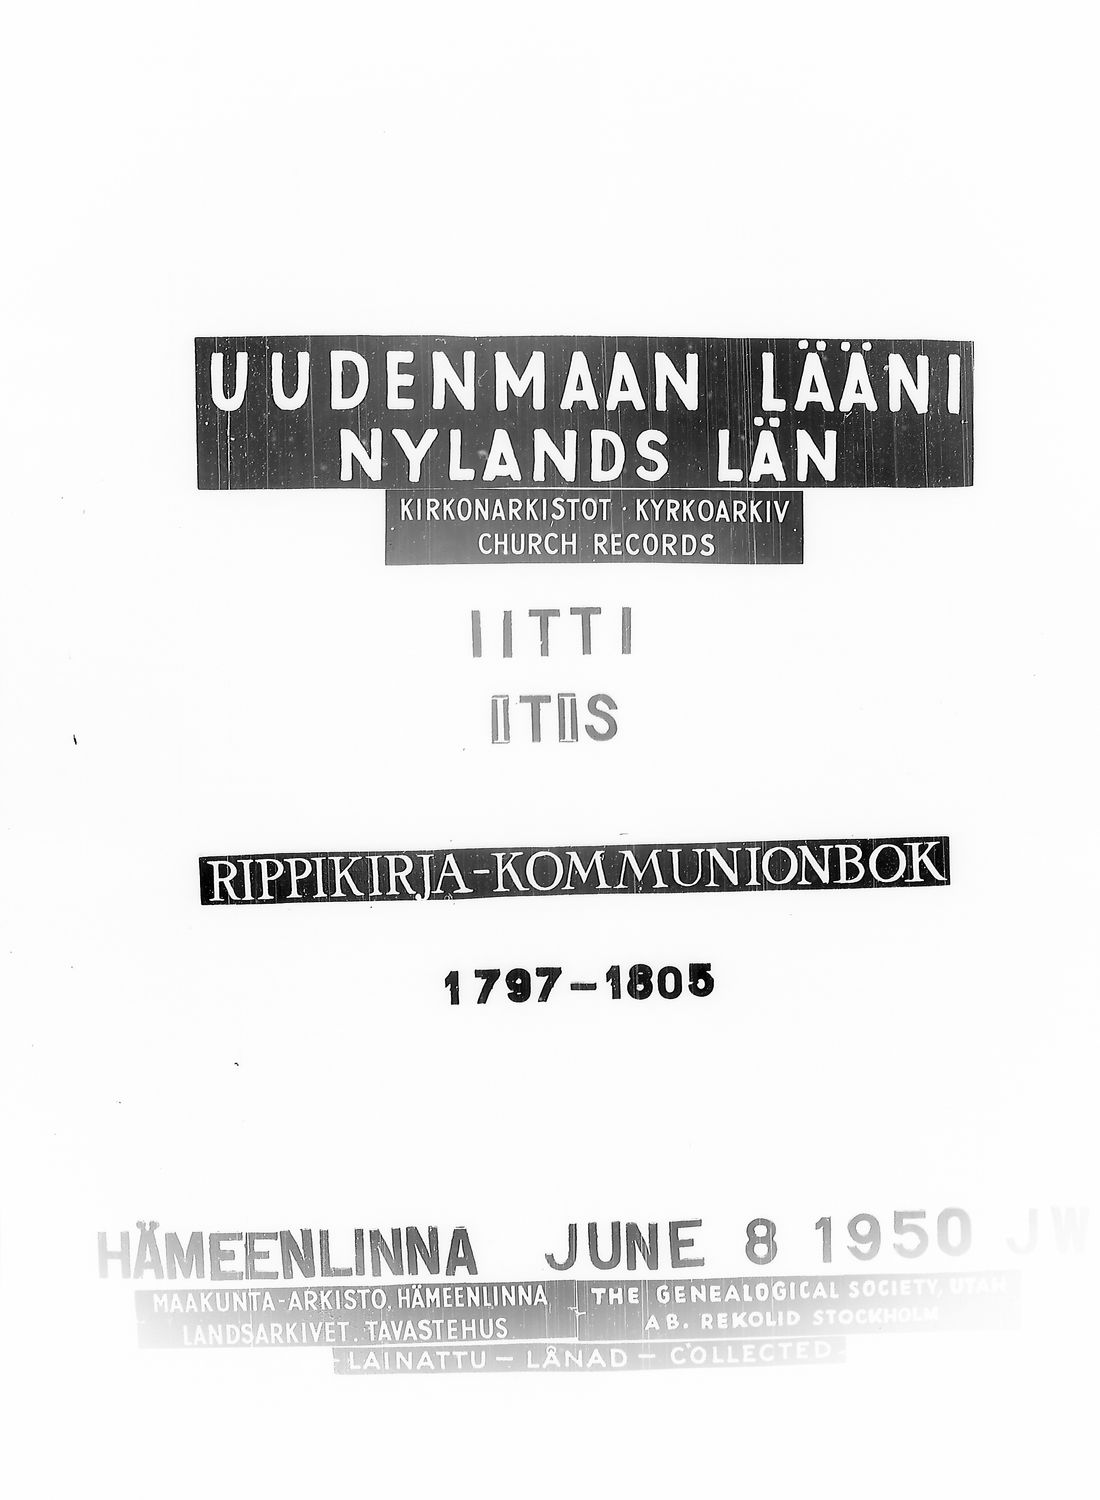 UUDENMAAN LÄÄNI
NYLANDS LÄN
KIRKONARKISTOT · KYRKOARKIV
CHURCH RECORDS
IITTI
ITIS
RIPPIKIRJA-KOMMUNIONBOK
1797-1805
HÄMEENLINNA JUNE 8 1950 JW
MAAKUNTA-ARKISTO, HÄMEENLINNA
LANDSARKIVET. TAVASTEHUS
THE GENEALOGICAL SOCIETY, UTAH
AB. REKOLID STOCKHOLM
LAINATTU - LÅNAD - COLLECTED-